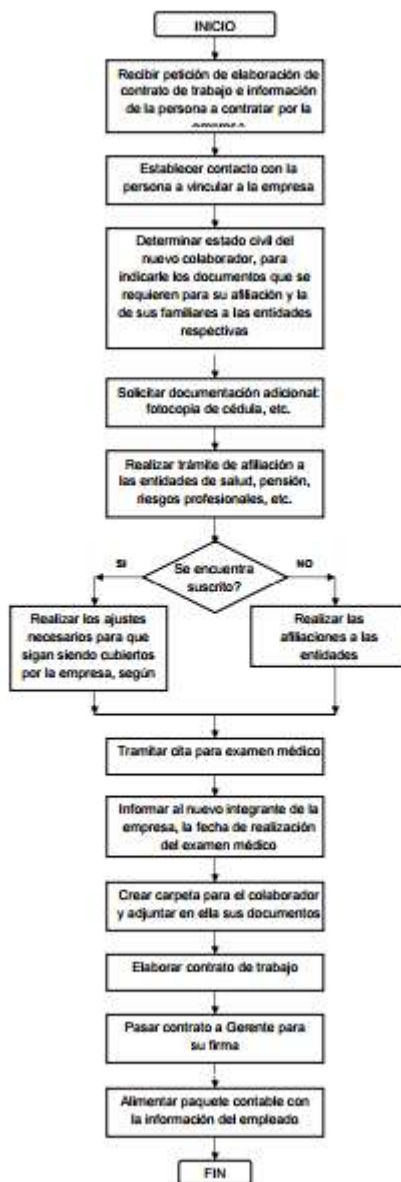 INICIO
Recibir petición de elaboración de
contrato de trabajo e información
de la persona a contratar por la
empresa
Establecer contacto con la
persona a vincular a la empresa
Determinar estado civil del
nuevo colaborador, para
indicarle los documentos que se
requieren para su afiliación y la
de sus familiares a las entidades
respectivas
Solicitar documentación adicional:
fotocopia de cédula, etc.
Realizar trámite de afiliación a
las entidades de salud, pensión,
riesgos profesionales, etc.
SI
Se encuentra
suscrito?
NO
Realizar los ajustes
necesarios para que
sigan siendo cubiertos
por la empresa, según
Realizar las
afiliaciones a las
entidades
Tramitar cita para examen médico
Informar al nuevo integrante de la
empresa, la fecha de realización
del examen médico
Crear carpeta para el colaborador
y adjuntar en ella sus documentos
Elaborar contrato de trabajo
Pasar contrato a Gerente para
su firma
Alimentar paquete contable con
la información del empleado
FIN